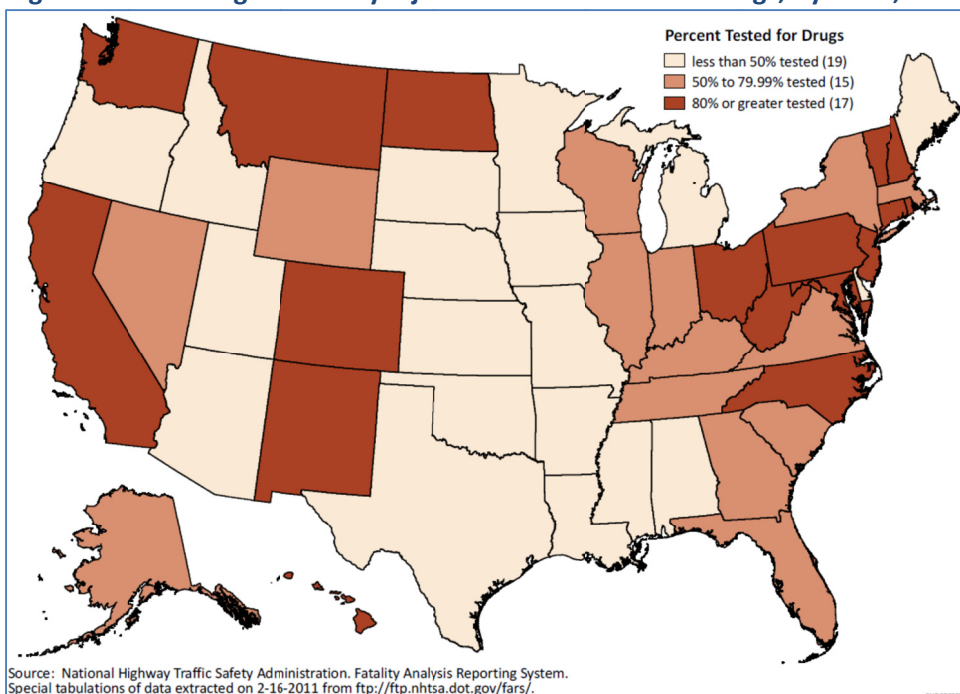 Percent Tested for Drugs
less than 50% tested (19)
50% to 79.99% tested (15)
80% or greater tested (17)
Source: National Highway Traffic Safety Administration. Fatality Analysis Reporting System.
Special tabulations of data extracted on 2-16-2011 from ftp://ftp.nhtsa.dot.gov/fars/.